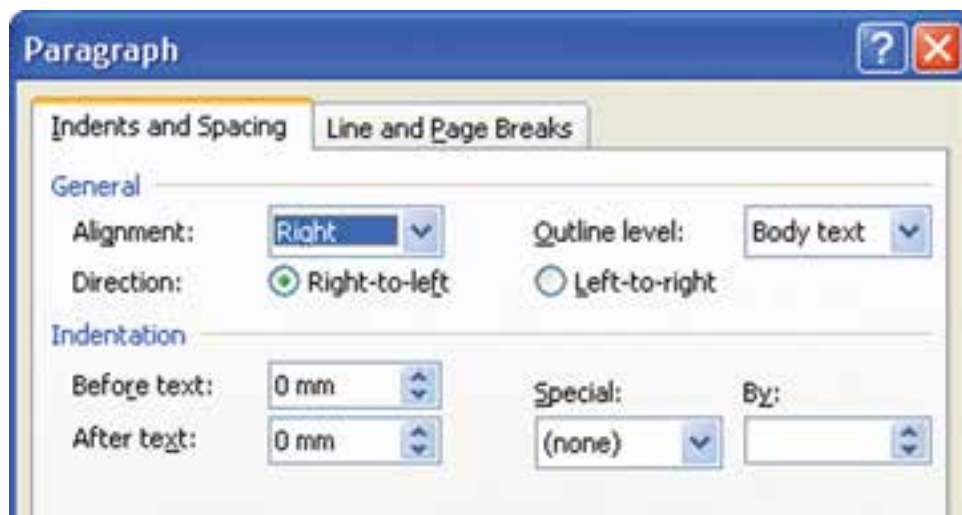 Paragraph
Indents and Spacing Line and Page Breaks
General
Alignment: Right Outline level: Body text
Direction: Right-to-left Left-to-right
Indentation
Before text: 0 mm Special: By:
After text: 0 mm (none)